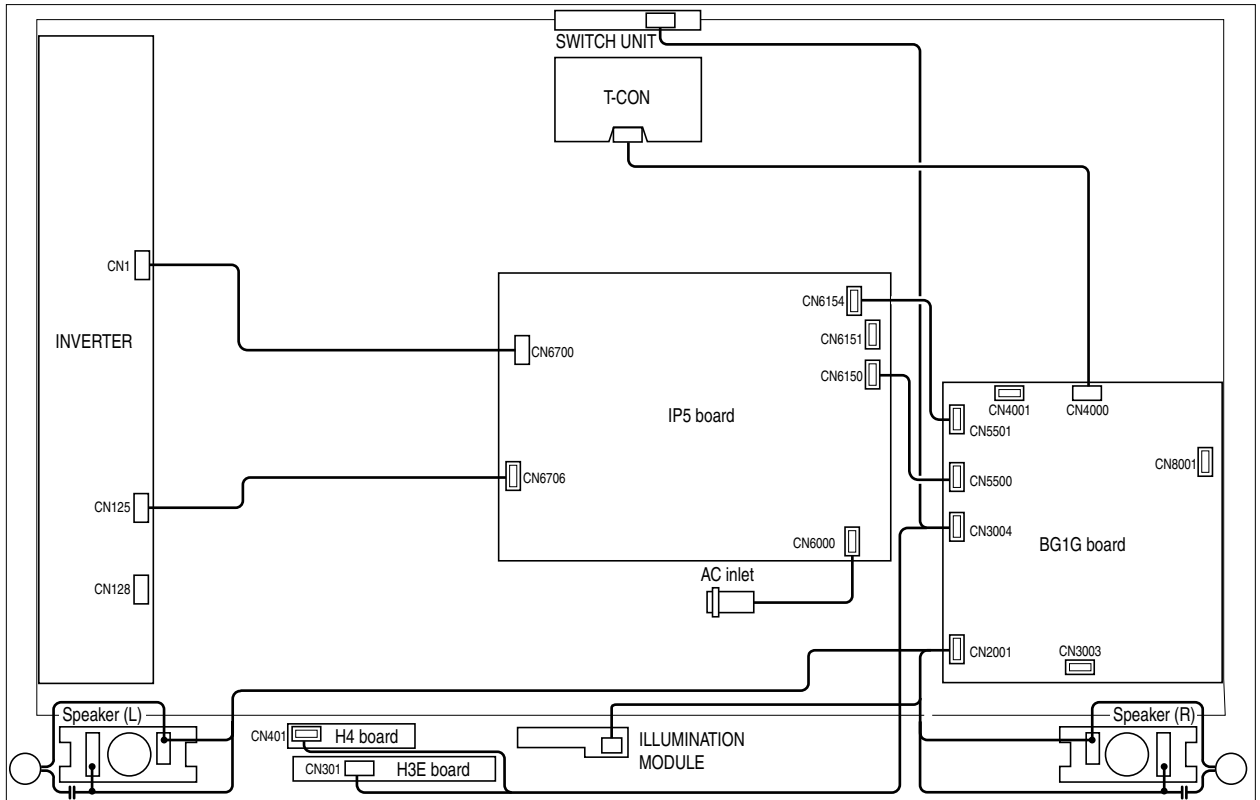 SWITCH UNIT
T-CON
CN1
CN6154
CN6151
INVERTER
CN6700
CN6150
CN4001
CN4000
IP5 board
CN5501
CN8001
CN6706
CN5500
CN125
CN3004
CN6000
BG1G board
AC inlet
CN128
CN2001
CN3003
Speaker (L)
Speaker (R)
CN401
H4 board
ILLUMINATION
MODULE
CN301
H3E board